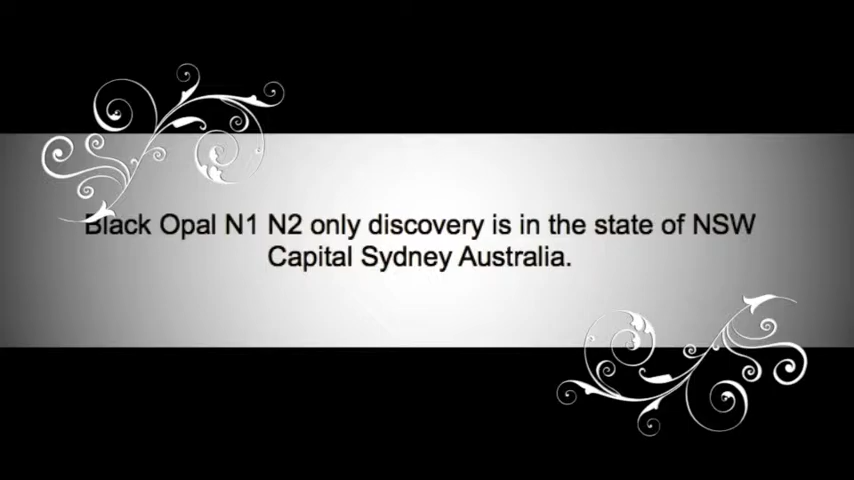 Black Opal N1 N2 only discovery is in the state of NSW
Capital Sydney Australia.